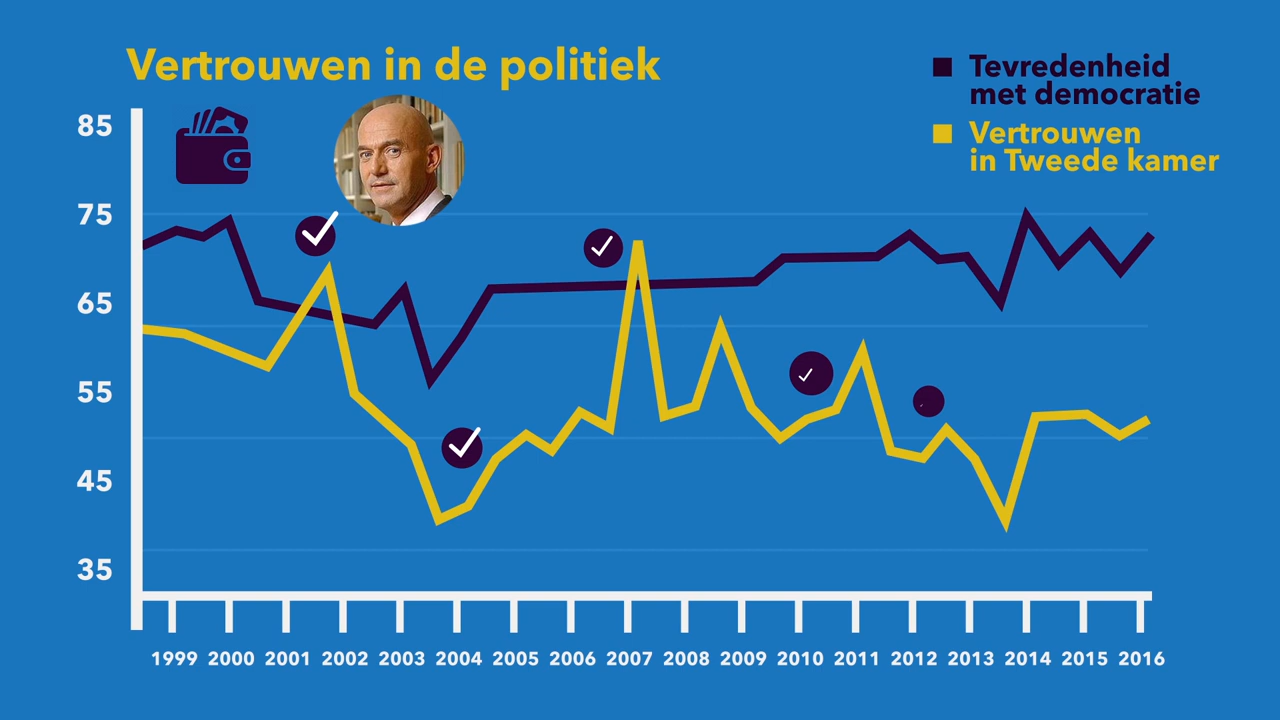 Vertrouwen in de politiek
Tevredenheid
met democratie
Vertrouwen
in Tweede kamer
85
75
65
55
45
35
1999 2000 2001 2002 2003 2004 2005 2006 2007 2008 2009 2010 2011 2012 2013 2014 2015 2016